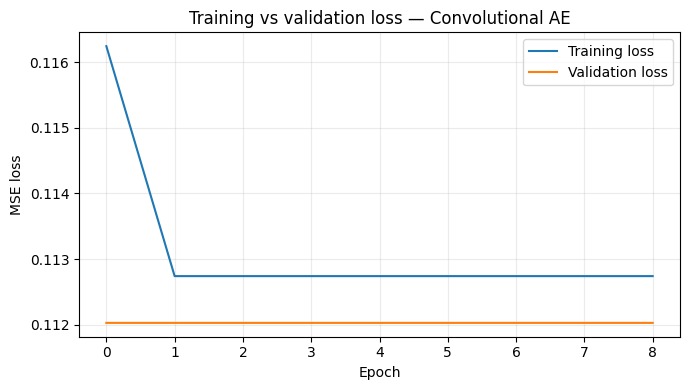 Training vs validation loss — Convolutional AE
Training loss
Validation loss
0.116
0.115
0.114
0.113
0.112
MSE loss
0 1 2 3 4 5 6 7 8
Epoch